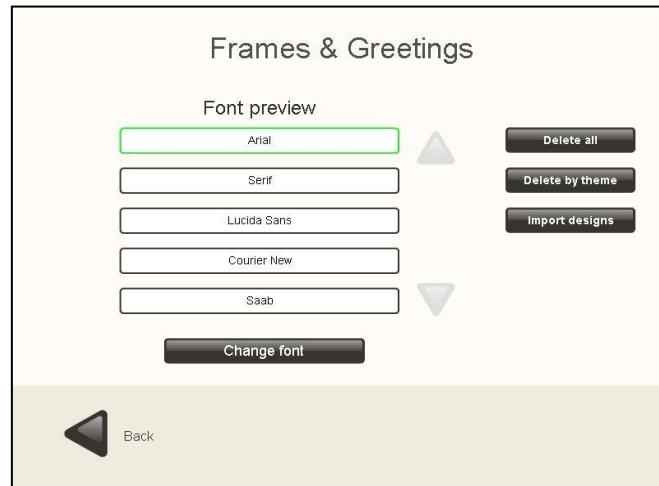 Frames & Greetings
Font preview
Arial
Serif
Lucida Sans
Courier New
Saab
Change font
Delete all
Delete by theme
Import designs
Back